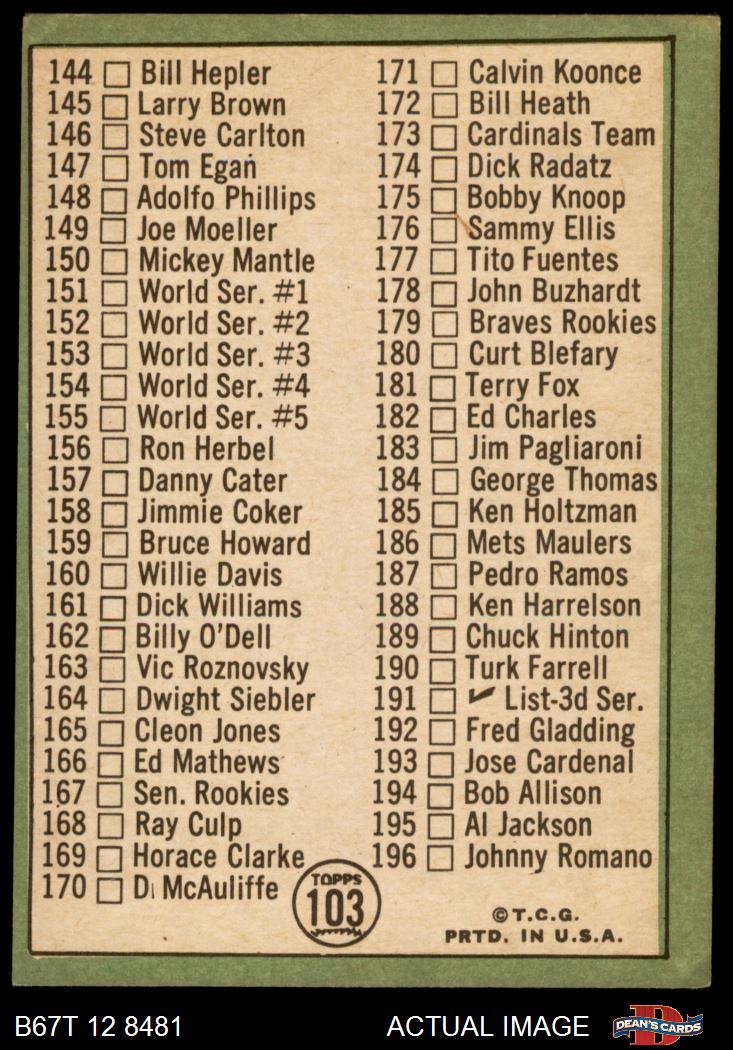 144 Bill Hepler
145 Larry Brown
146 Steve Carlton
147 Tom Egan
148 Adolfo Phillips
149 Joe Moeller
150 Mickey Mantle
151 World Ser. #1
152 World Ser. #2
153 World Ser. #3
154 World Ser. #4
155 World Ser. #5
156 Ron Herbel
157 Danny Cater
158 Jimmie Coker
159 Bruce Howard
160 Willie Davis
161 Dick Williams
162 Billy O'Dell
163 Vic Roznovsky
164 Dwight Siebler
165 Cleon Jones
166 Ed Mathews
167 Sen. Rookies
168 Ray Culp
169 Horace Clarke
170 D. McAuliffe
171 Calvin Koonce
172 Bill Heath
173 Cardinals Team
174 Dick Radatz
175 Bobby Knoop
176 Sammy Ellis
177 Tito Fuentes
178 John Buzhardt
179 Braves Rookies
180 Curt Blefary
181 Terry Fox
182 Ed Charles
183 Jim Pagliaroni
184 George Thomas
185 Ken Holtzman
186 Mets Maulers
187 Pedro Ramos
188 Ken Harrelson
189 Chuck Hinton
190 Turk Farrell
191 List-3d Ser.
192 Fred Gladding
193 Jose Cardenal
194 Bob Allison
195 Al Jackson
196 Johnny Romano
TOPPS
103
©T.C.G.
PRTD. IN U.S.A.
B67T 12 8481
ACTUAL IMAGE
DEAN'S CARDS